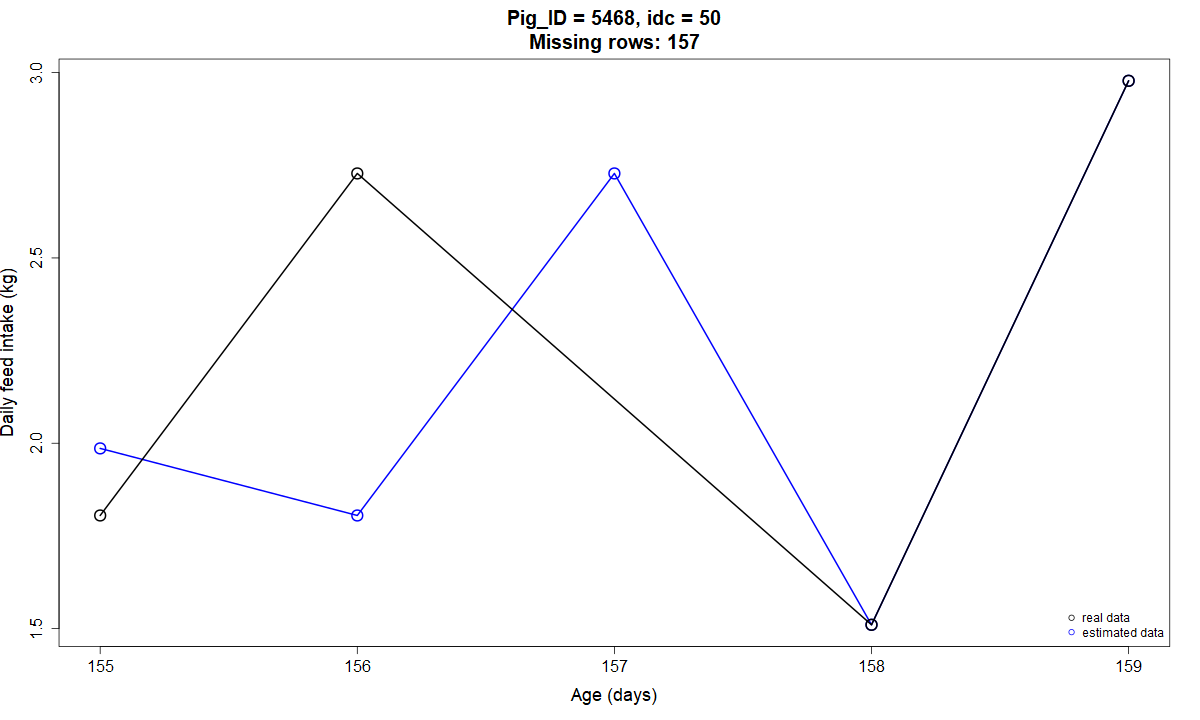 Pig_ID = 5468, idc = 50
Missing rows: 157
3.0
2.5
2.0
1.5
Daily feed intake (kg)
155 156 157 158 159
Age (days)
real data
estimated data